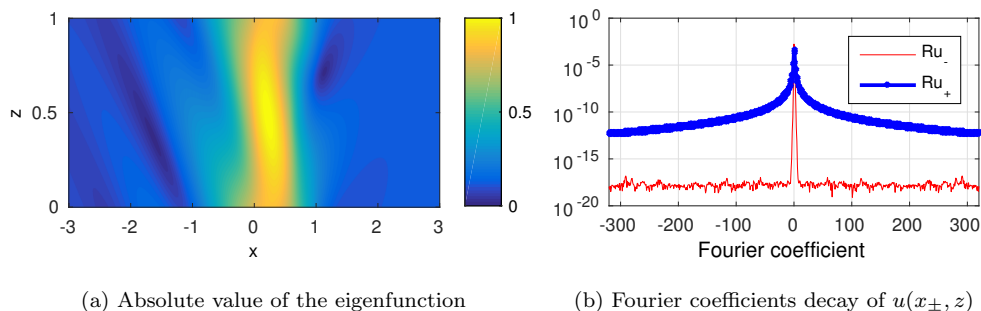 1
0.5
0
z
-3 -2 -1 0 1 2 3
x
1
0.5
0
10^0
10^-5
10^-10
10^-15
10^-20
Ru_-
Ru_+
-300 -200 -100 0 100 200 300
Fourier coefficient
(a) Absolute value of the eigenfunction
(b) Fourier coefficients decay of u(x±, z)